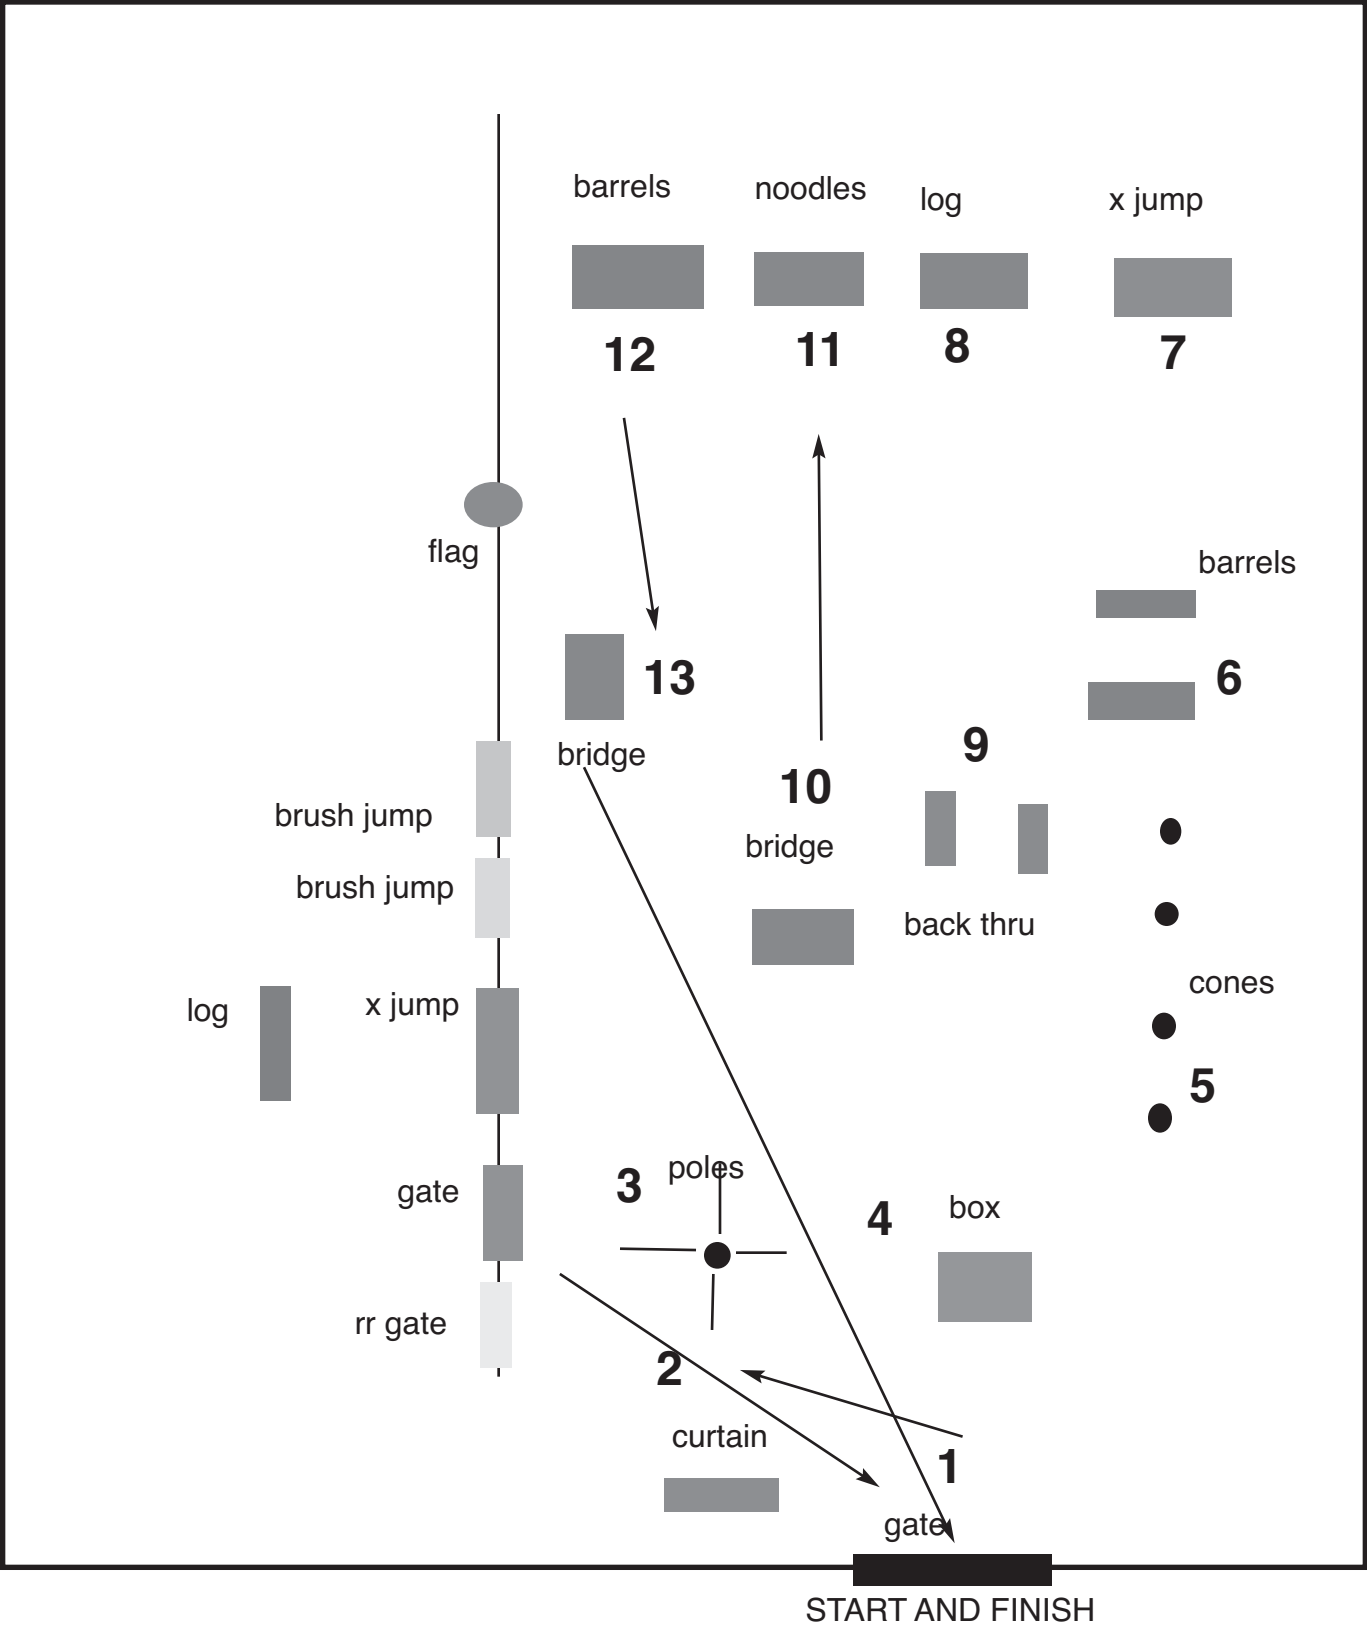 barrels
noodles
log
x jump
12
11
8
7
flag
barrels
13
6
bridge
9
10
brush jump
bridge
brush jump
back thru
cones
log
x jump
5
3
poles
gate
4
box
rr gate
2
curtain
1
gate
START AND FINISH